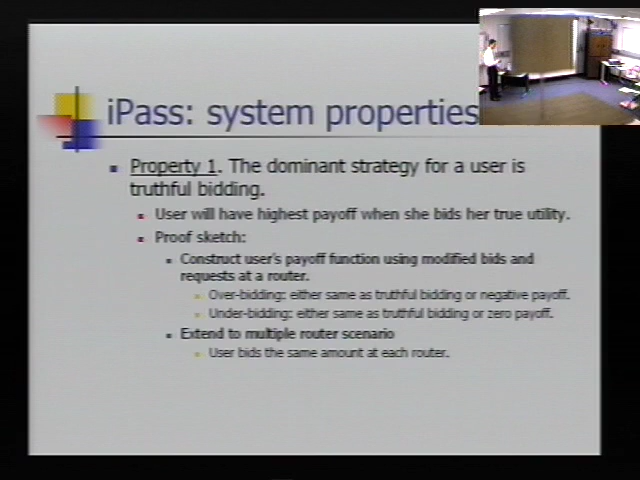 iPass: system properties
Property 1. The dominant strategy for a user is
truthful bidding.
User will have highest payoff when she bids her true utility.
Proof sketch:
Construct user's payoff function using modified bids and
requests at a router.
Over-bidding: either same as truthful bidding or negative payoff.
Under-bidding: either same as truthful bidding or zero payoff.
Extend to multiple router scenario
User bids the same amount at each router.